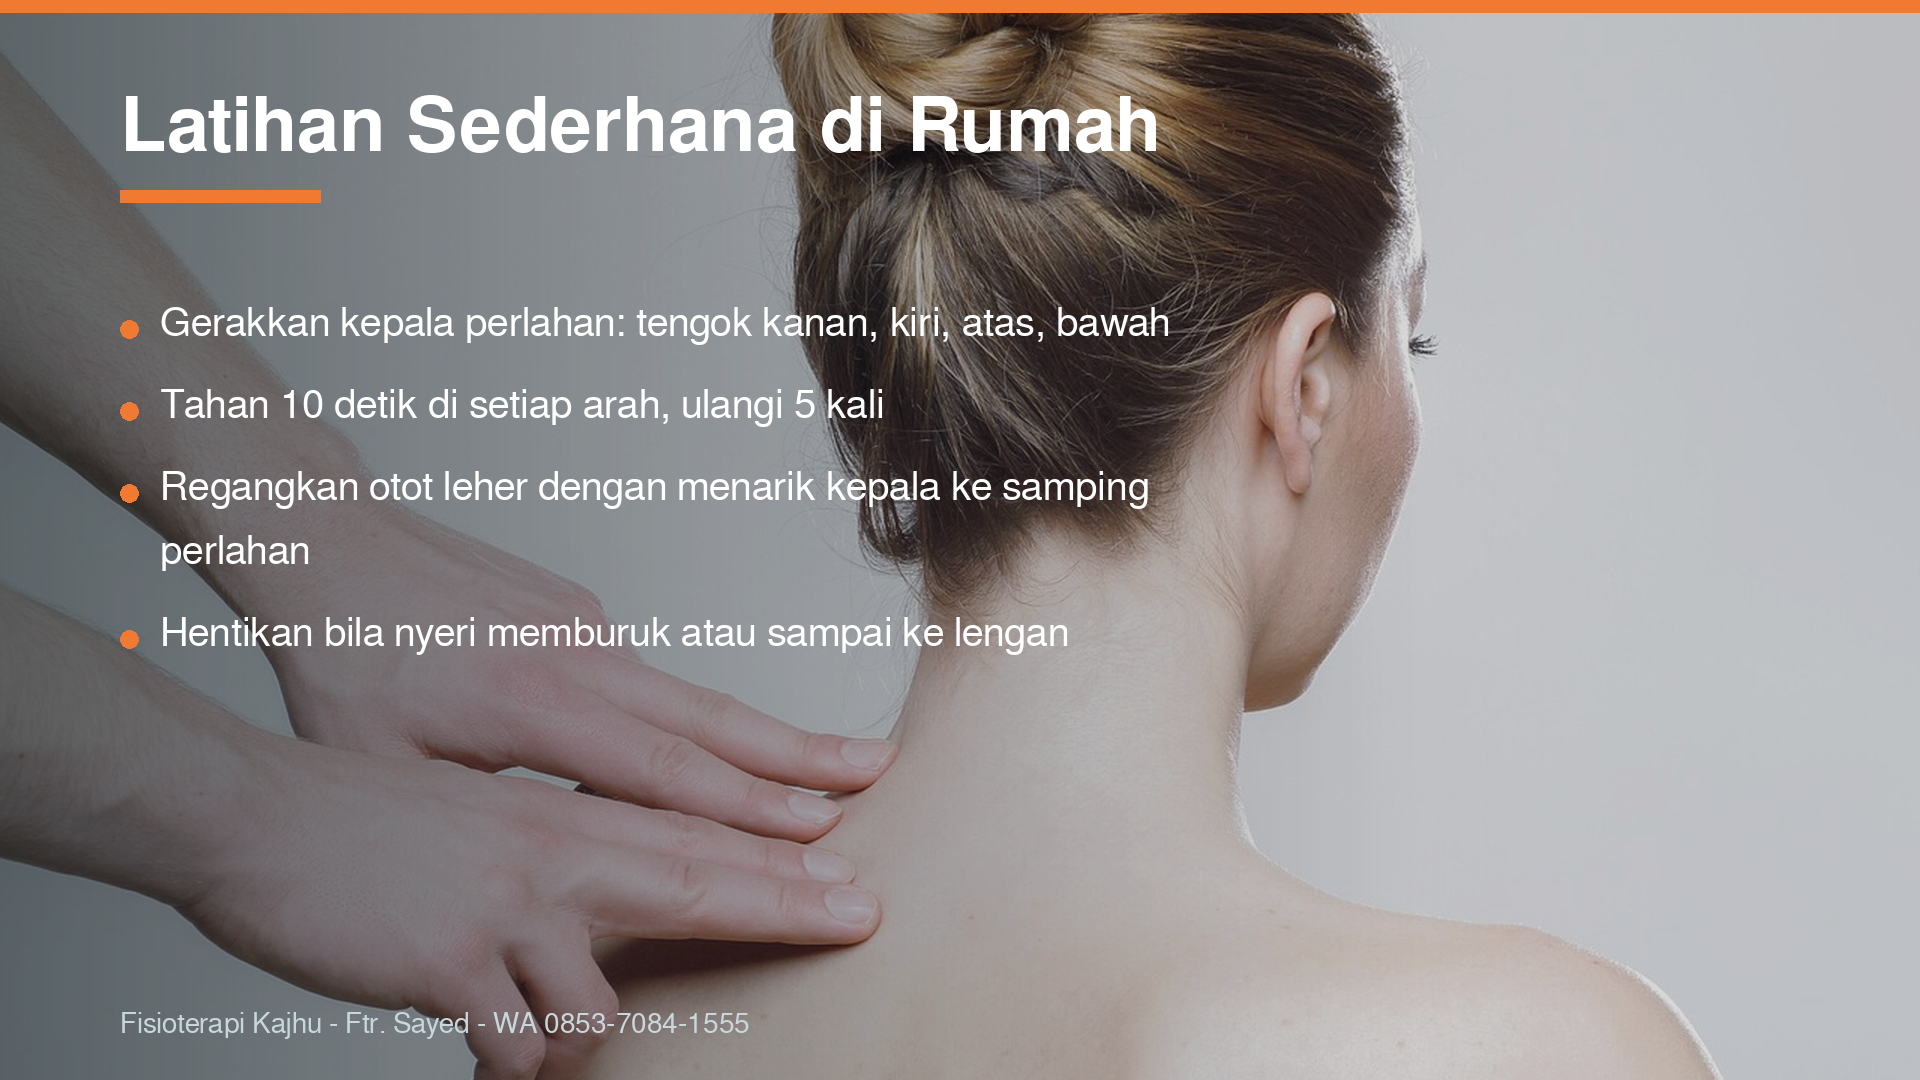 Latihan Sederhana di Rumah
Gerakkan kepala perlahan: tengok kanan, kiri, atas, bawah
Tahan 10 detik di setiap arah, ulangi 5 kali
Regangkan otot leher dengan menarik kepala ke samping
perlahan
Hentikan bila nyeri memburuk atau sampai ke lengan
Fisioterapi Kajhu - Ftr. Sayed - WA 0853-7084-1555